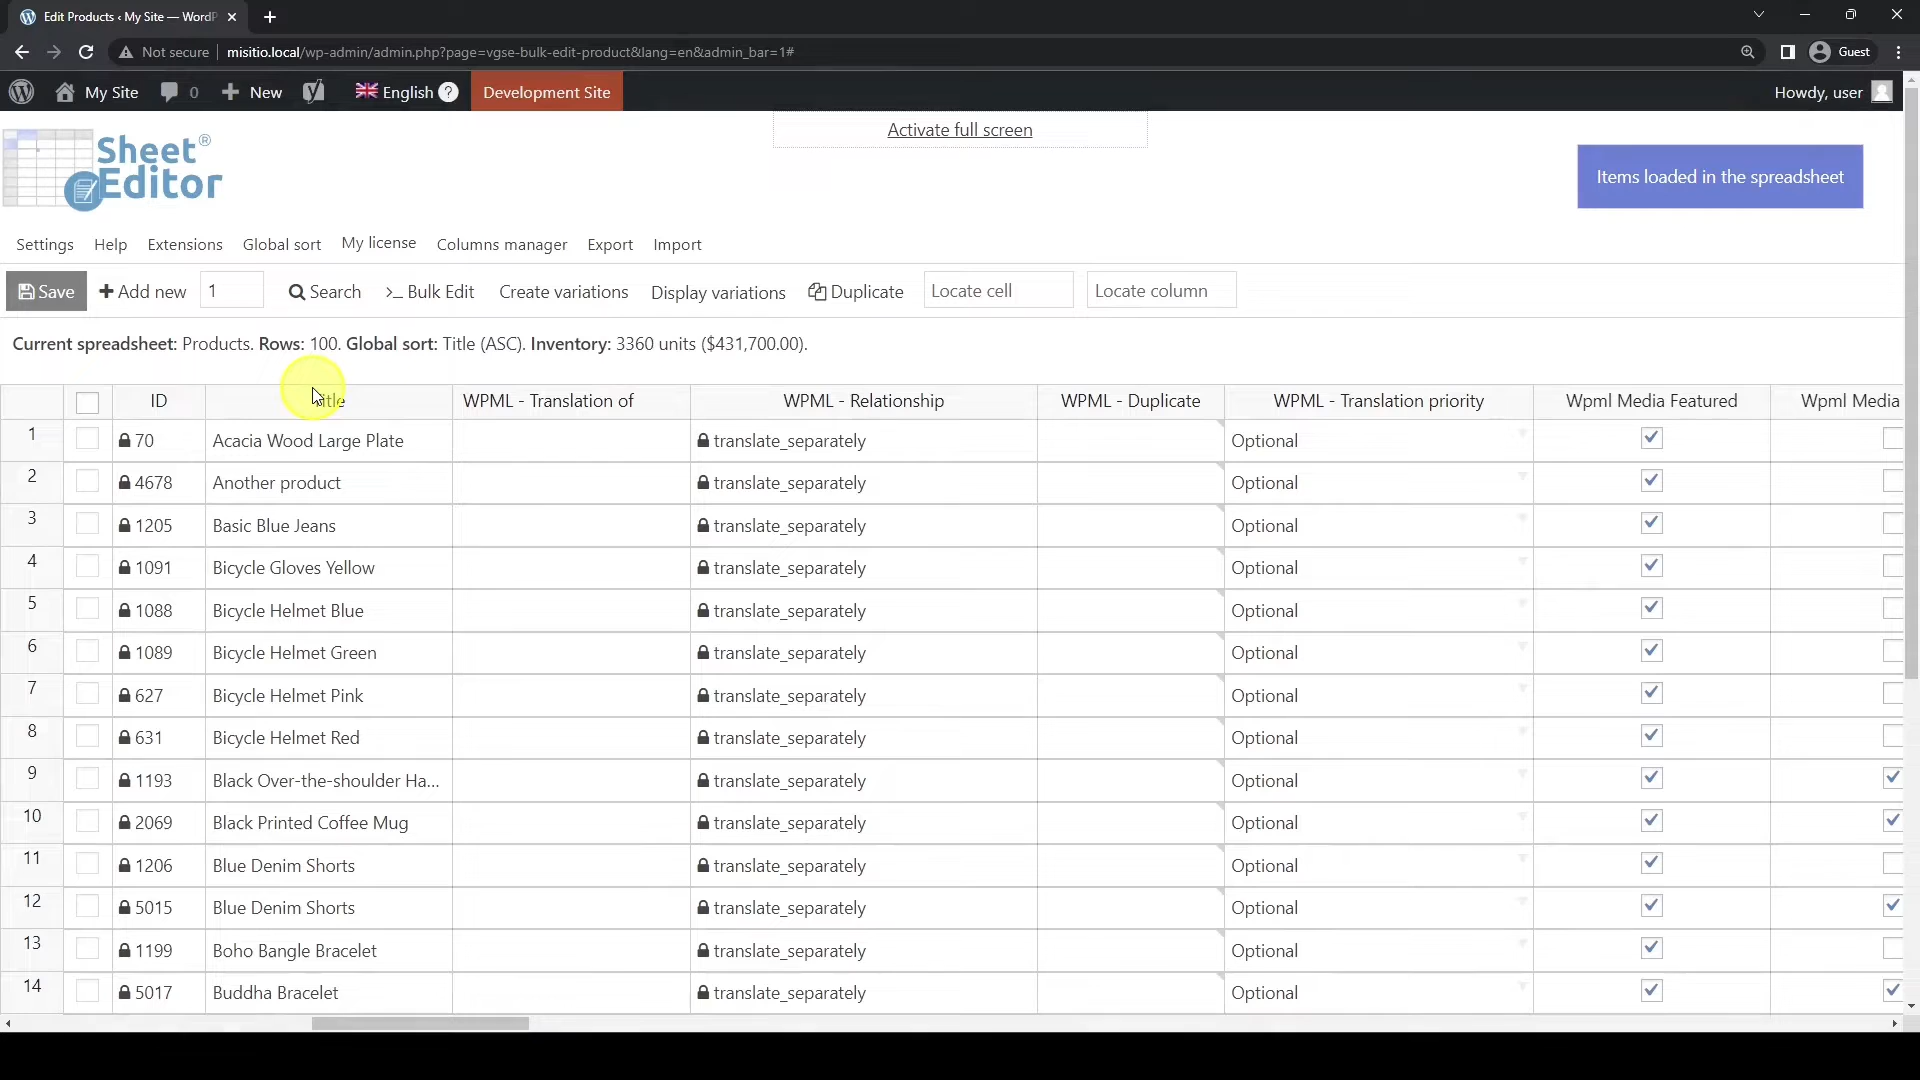 Edit Products ‹ My Site — WordP
Not secure misitio.local/wp-admin/admin.php?page=vgse-bulk-edit-product&lang=en&admin_bar=1# Guest
My Site 0 New English ? Development Site Howdy, user
Activate full screen
Sheet®
Editor
Items loaded in the spreadsheet
Settings Help Extensions Global sort My license Columns manager Export Import
Save Add new 1 Search >_ Bulk Edit Create variations Display variations Duplicate Locate cell Locate column
Current spreadsheet: Products. Rows: 100. Global sort: Title (ASC). Inventory: 3360 units ($431,700.00).
ID Title WPML - Translation of WPML - Relationship WPML - Duplicate WPML - Translation priority Wpml Media Featured Wpml Media
1 70 Acacia Wood Large Plate translate_separately Optional
2 4678 Another product translate_separately Optional
3 1205 Basic Blue Jeans translate_separately Optional
4 1091 Bicycle Gloves Yellow translate_separately Optional
5 1088 Bicycle Helmet Blue translate_separately Optional
6 1089 Bicycle Helmet Green translate_separately Optional
7 627 Bicycle Helmet Pink translate_separately Optional
8 631 Bicycle Helmet Red translate_separately Optional
9 1193 Black Over-the-shoulder Ha... translate_separately Optional
10 2069 Black Printed Coffee Mug translate_separately Optional
11 1206 Blue Denim Shorts translate_separately Optional
12 5015 Blue Denim Shorts translate_separately Optional
13 1199 Boho Bangle Bracelet translate_separately Optional
14 5017 Buddha Bracelet translate_separately Optional